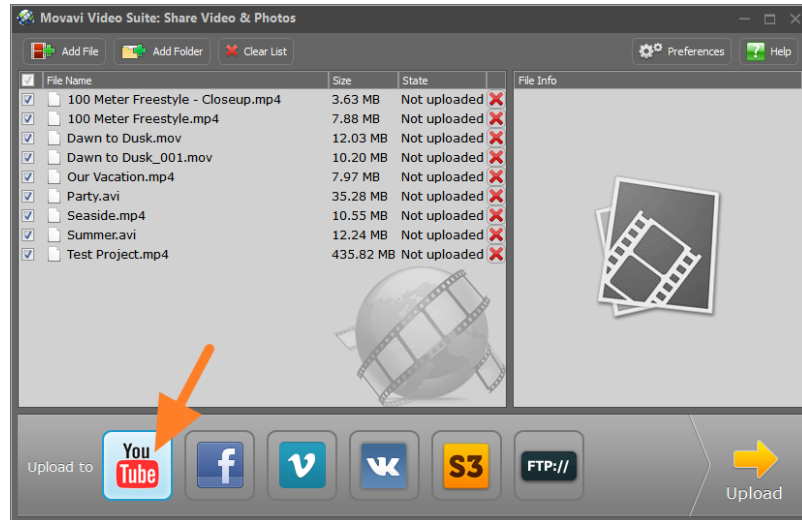 Movavi Video Suite: Share Video & Photos
Add File Add Folder Clear List Preferences Help
File Name Size State File Info
100 Meter Freestyle - Closeup.mp4 3.63 MB Not uploaded
100 Meter Freestyle.mp4 7.88 MB Not uploaded
Dawn to Dusk.mov 12.03 MB Not uploaded
Dawn to Dusk_001.mov 10.20 MB Not uploaded
Our Vacation.mp4 7.97 MB Not uploaded
Party.avi 35.28 MB Not uploaded
Seaside.mp4 10.55 MB Not uploaded
Summer.avi 12.24 MB Not uploaded
Test Project.mp4 435.82 MB Not uploaded
Upload to You Tube f v VK S3 FTP:// Upload